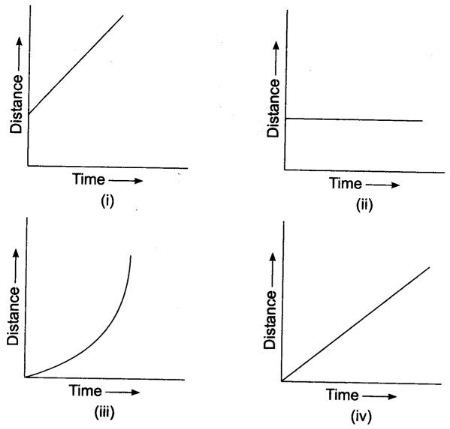 Distance ⟶
Time ⟶
(i)
Distance ⟶
Time ⟶
(ii)
Distance ⟶
Time ⟶
(iii)
Distance ⟶
Time ⟶
(iv)